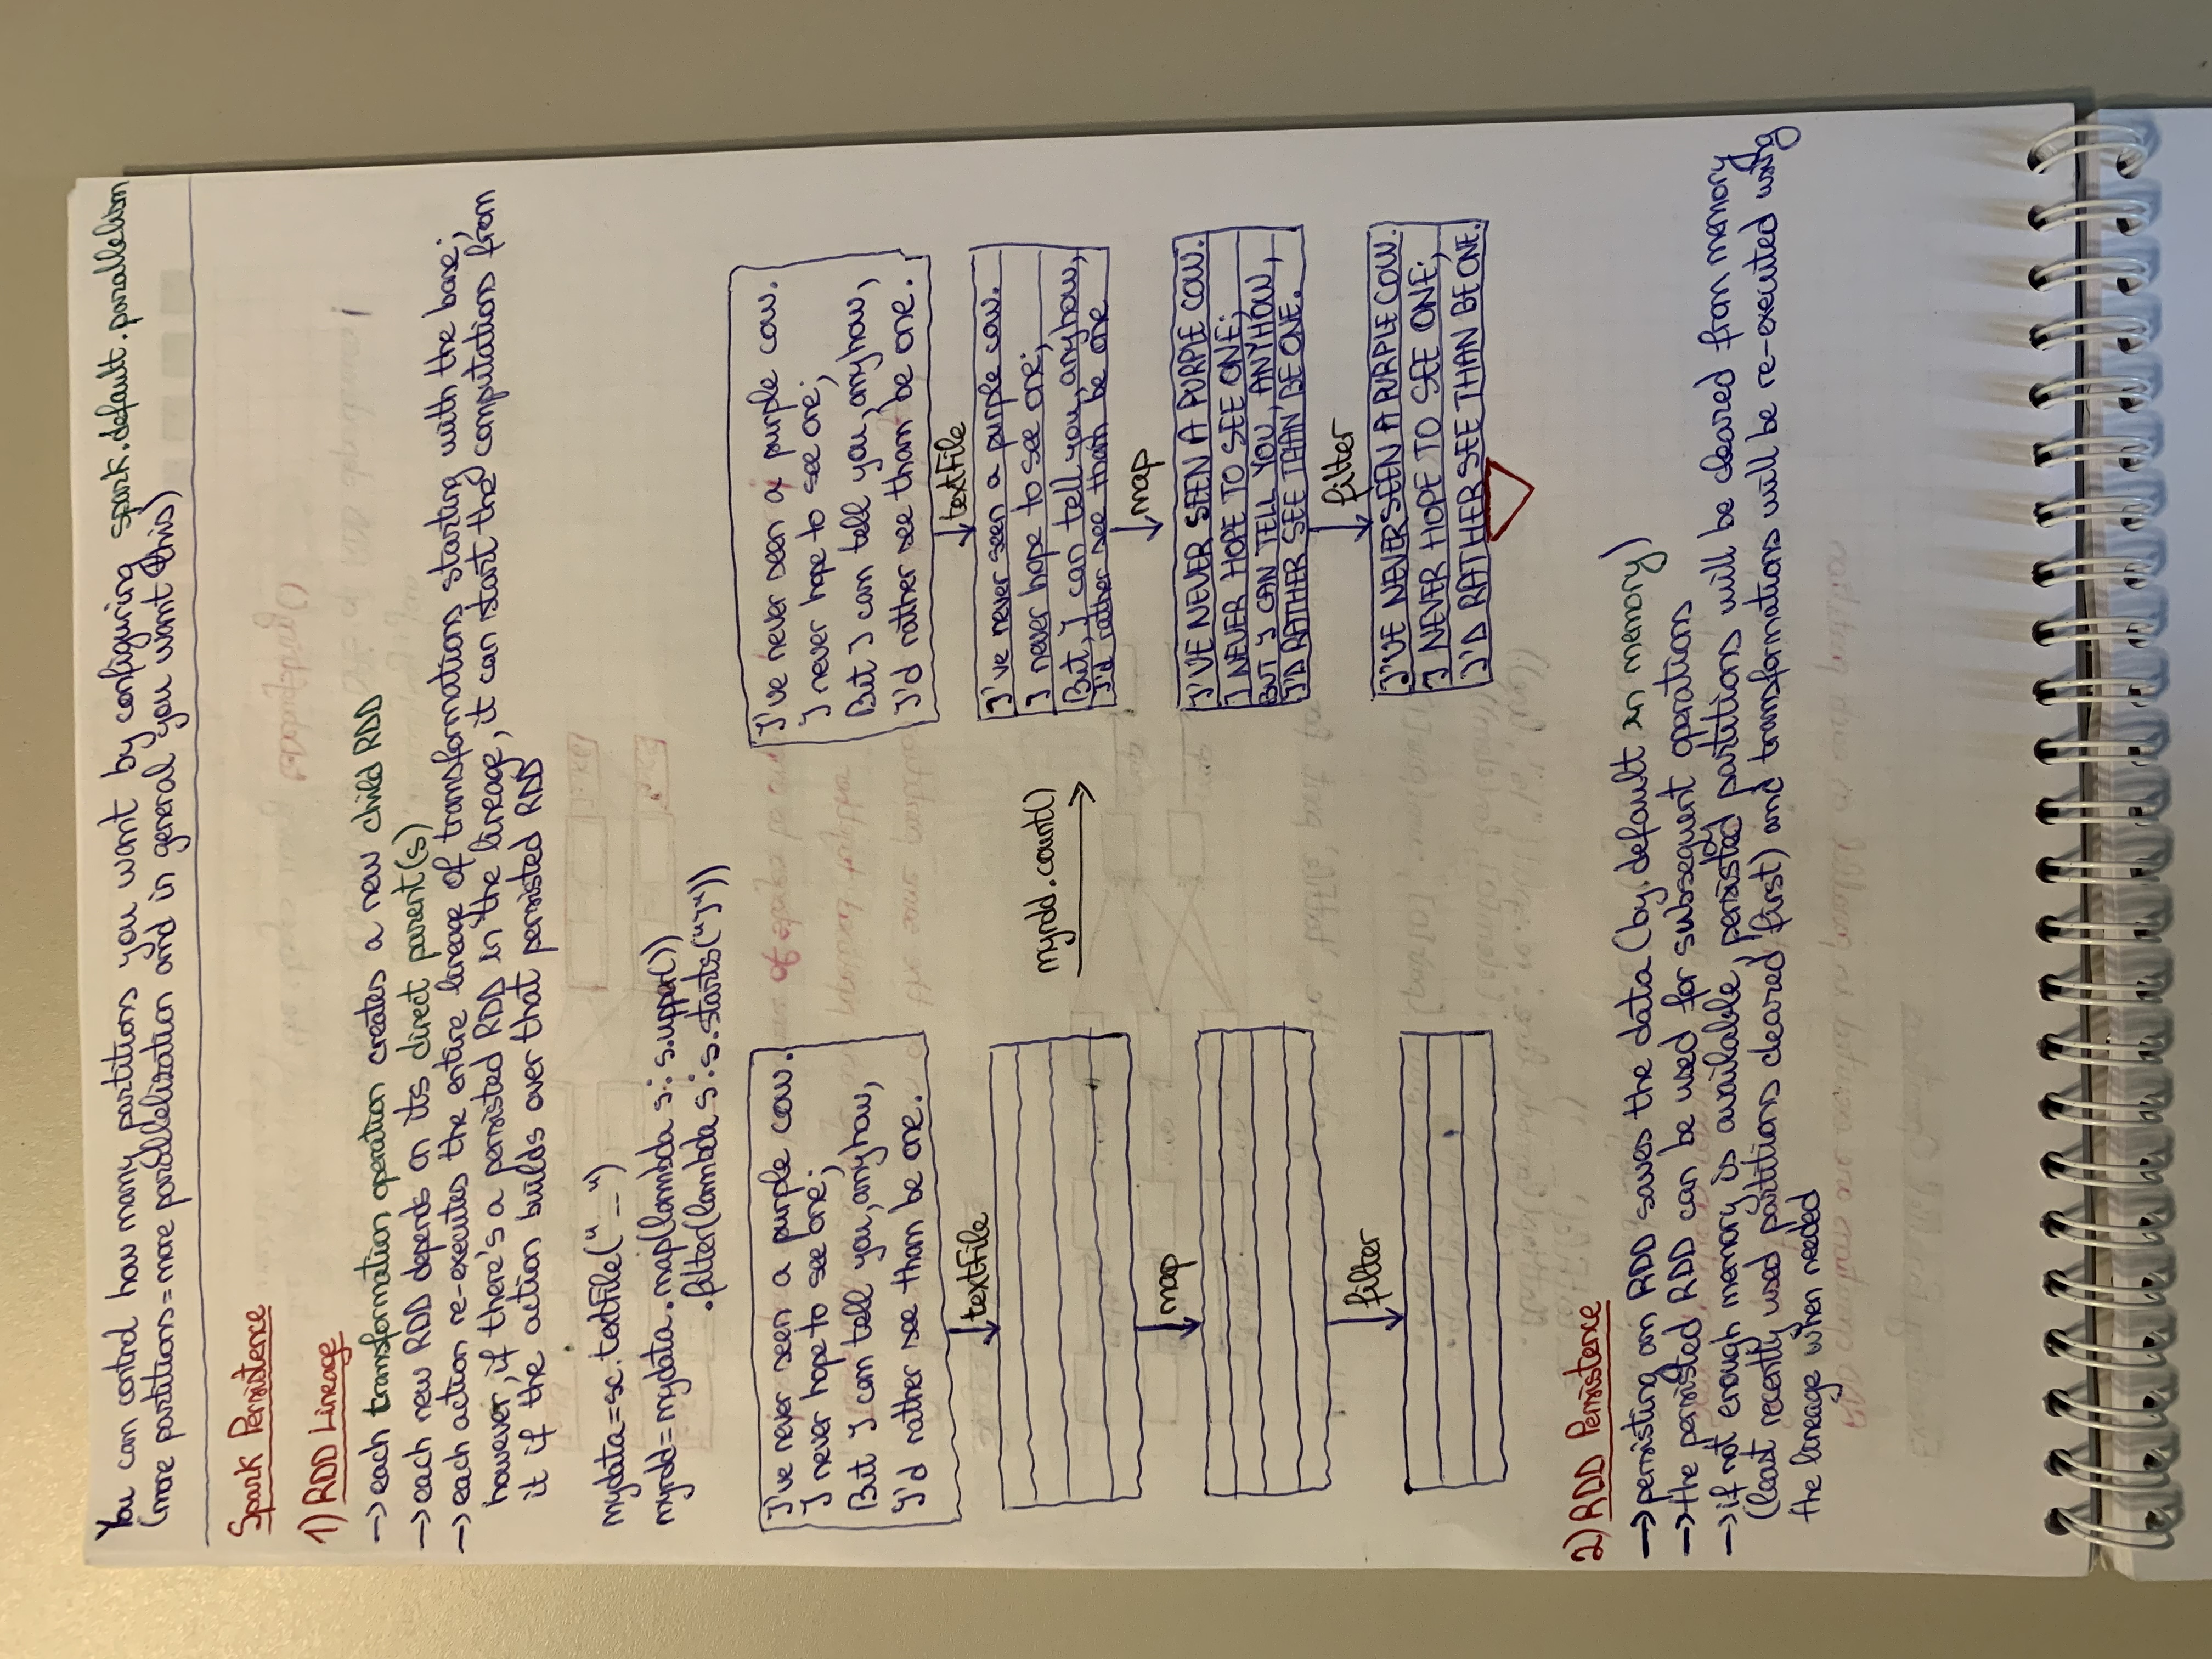 You can control how many partitions you want by configuring spark.default.parallelism
(more partitions=more parallelization and in general you want this)
Spark Persistence
1) RDD Lineage
→ each transformation operation creates a new child RDD
→ each new RDD depends on its direct parent(s)
→ each action re-executes the entire lineage of transformations starting with the base;
however, if there's a persisted RDD in the lineage, it can start the computations from
it if the action builds over that persisted RDD
mydata=sc.textFile("__")
myrdd=mydata.map(lambda s: s.upper())
.filter(lambda s:s.starts("I"))
I've never seen a purple cow.
I never hope to see one;
But I can tell you, anyhow,
I'd rather see than be one.
textFile
map
filter
myrdd.count()
I've never seen a purple cow.
I never hope to see one;
But I can tell you, anyhow,
I'd rather see than be one.
textFile
I've never seen a purple cow.
I never hope to see one;
But, I can tell you, anyhow,
I'd rather see than be one
map
I'VE NEVER SEEN A PURPLE COW.
I NEVER HOPE TO SEE ONE;
BUT I CAN TELL YOU, ANYHOW,
I'D RATHER SEE THAN BE ONE.
filter
I'VE NEVER SEEN A PURPLE COW.
I NEVER HOPE TO SEE ONE;
I'D RATHER SEE THAN BE ONE.
2) RDD Persistence
→ persisting an RDD saves the data (by default in memory)
→ the persisted RDD can be used for subsequent operations
→ if not enough memory is available, persisted partitions will be cleared from memory
(least recently used partitions cleared first) and transformations will be re-executed using
the lineage when needed